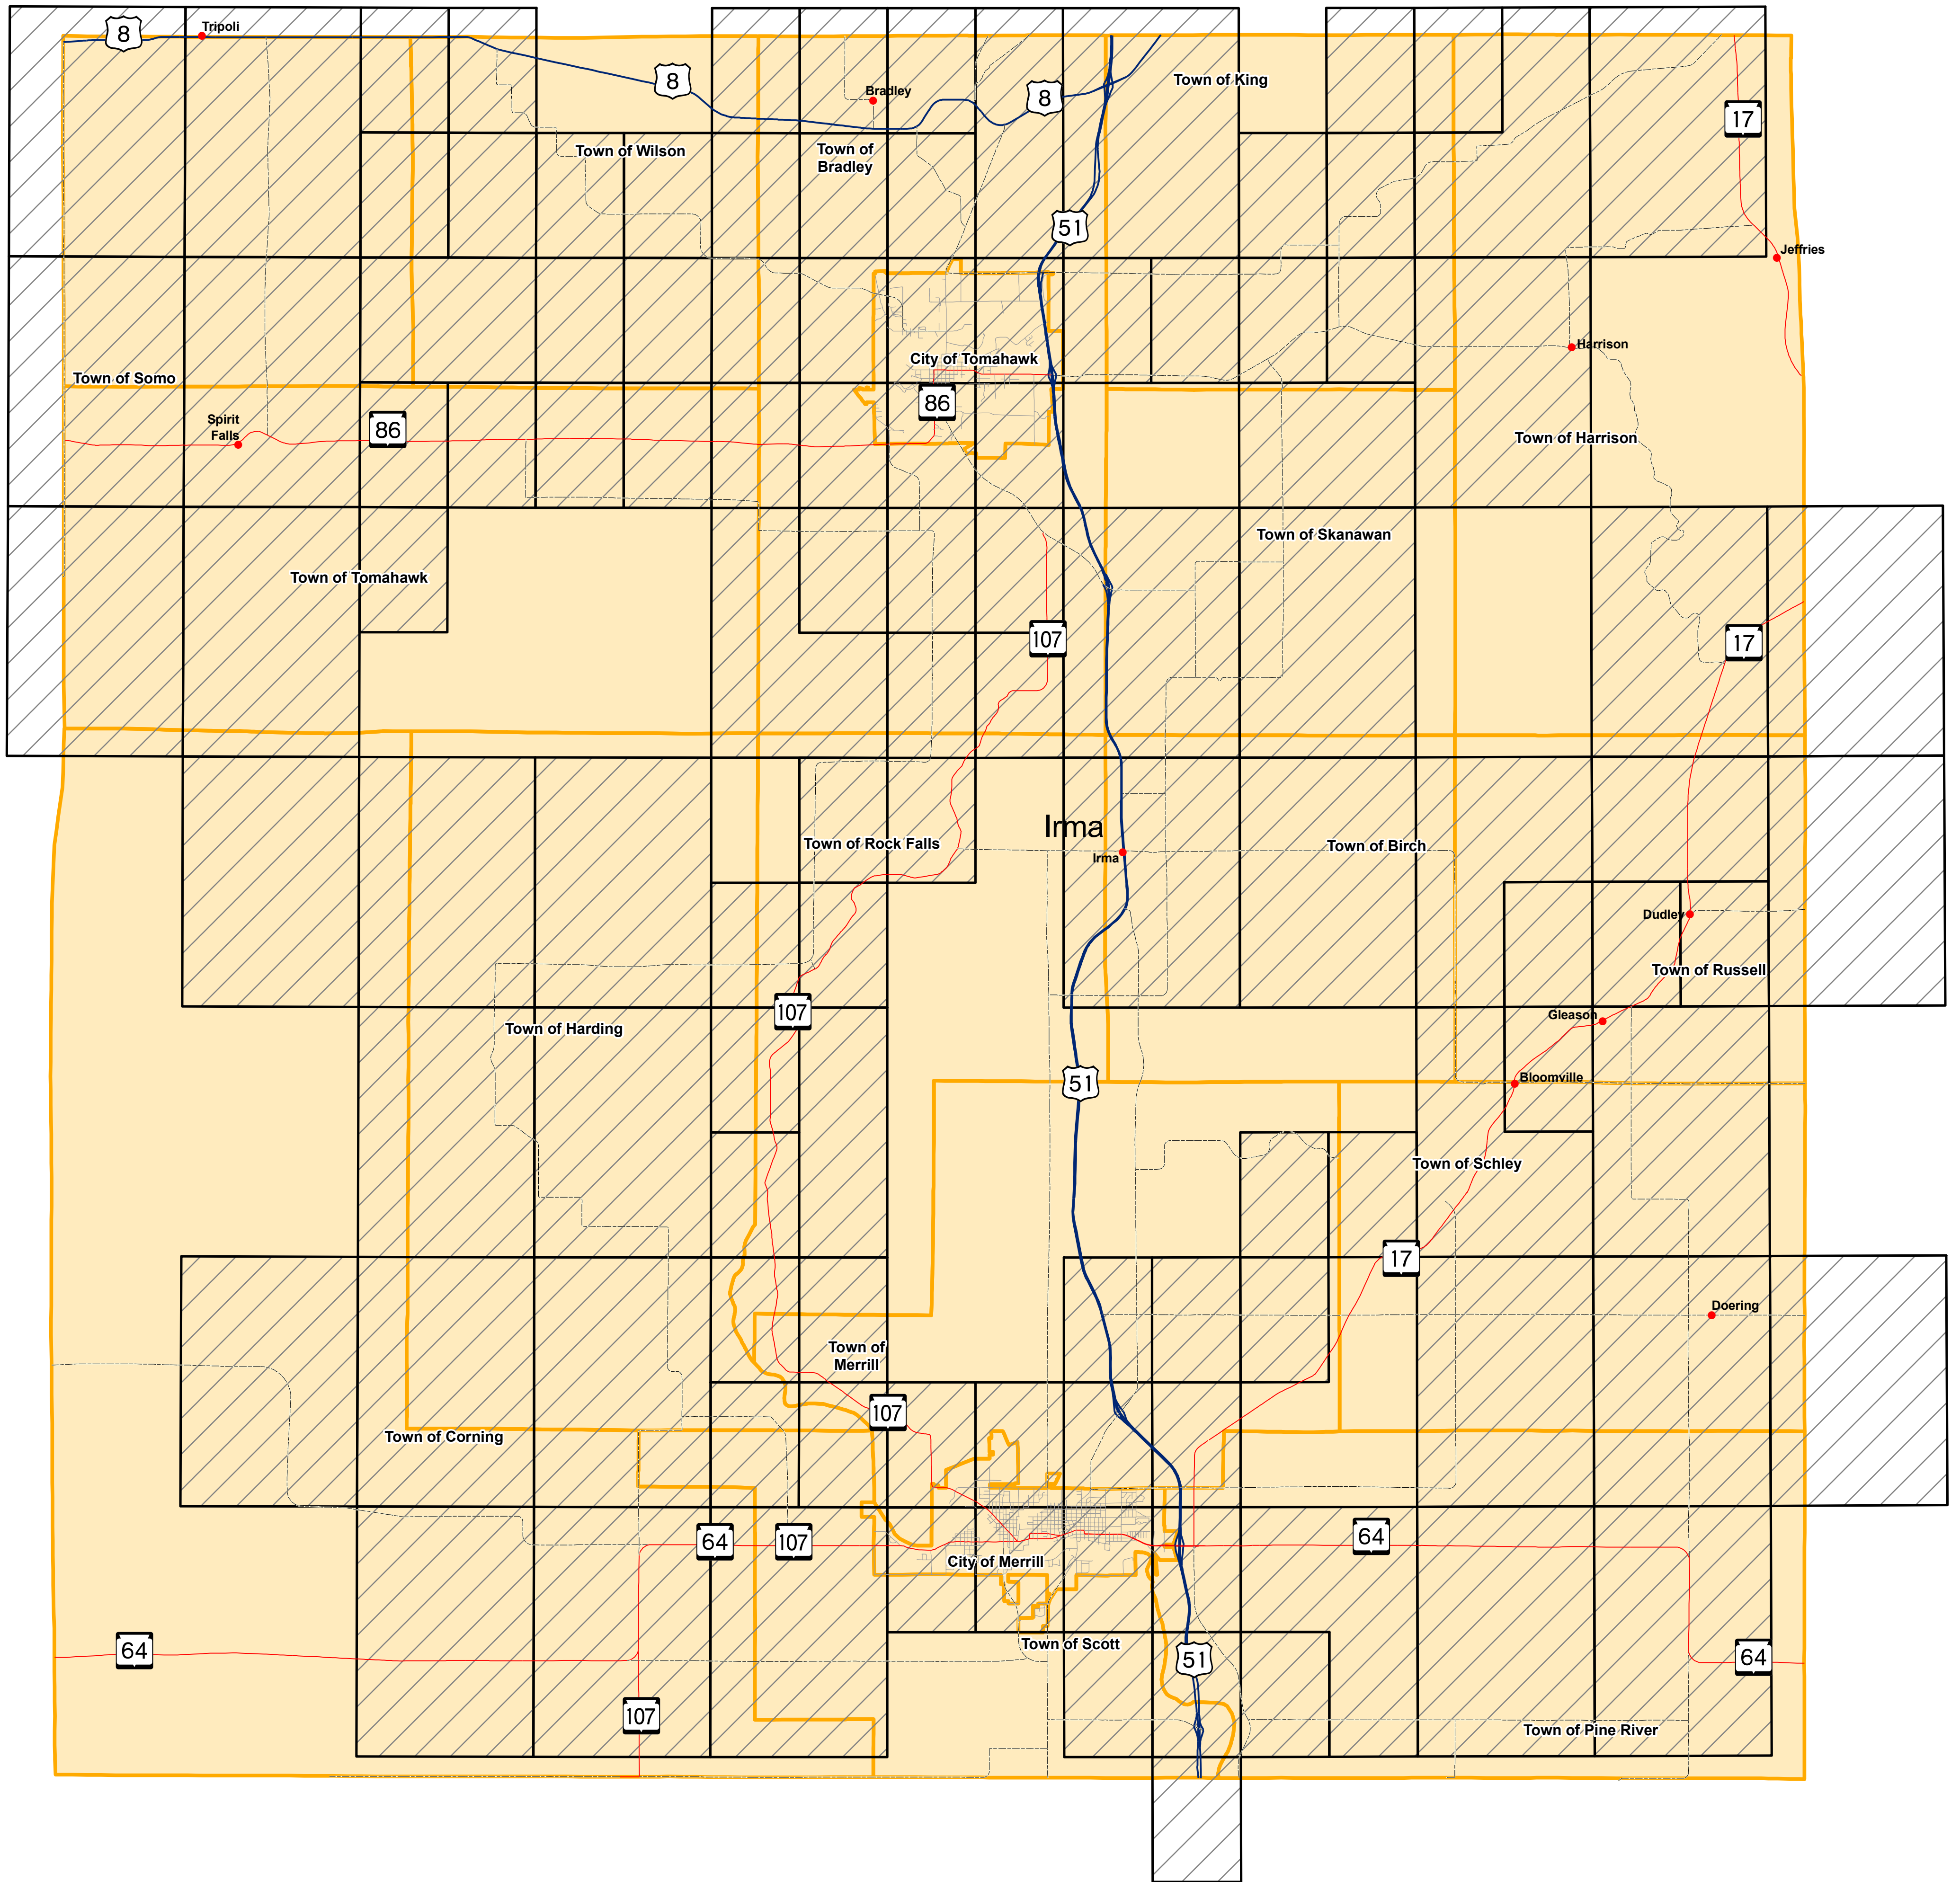 Tripoli
8
8
Town of King
Bradley
8
17
Town of Wilson
Town of
Bradley
51
Jeffries
Harrison
City of Tomahawk
Town of Somo
86
Spirit
Falls
86
Town of Harrison
Town of Skanawan
Town of Tomahawk
107
17
Irma
Town of Rock Falls
Town of Birch
Irma
Dudley
Town of Russell
107
Gleason
Town of Harding
51
Bloomville
Town of Schley
17
Doering
Town of
Merrill
107
Town of Corning
64
107
64
City of Merrill
Town of Scott
64
51
64
107
Town of Pine River